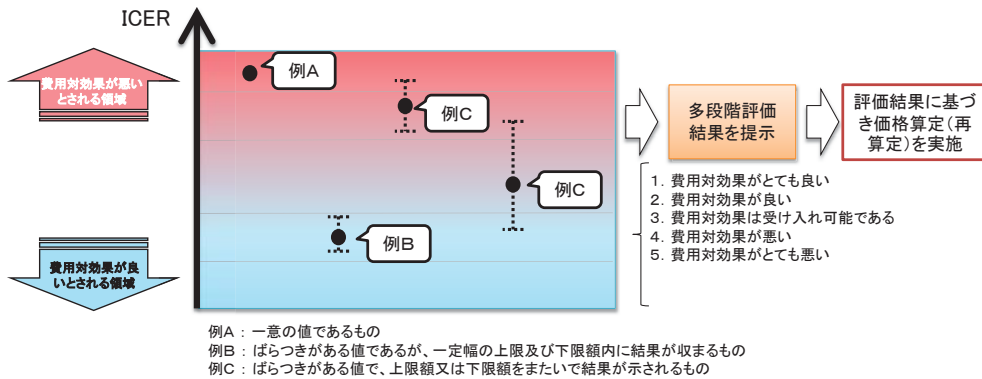 ICER
費用対効果が悪い
とされる領域
例A
例C
例C
例B
費用対効果が良
いとされる領域
多段階評価
結果を提示
評価結果に基づ
き価格算定(再
算定)を実施
1. 費用対効果がとても良い
2. 費用対効果が良い
3. 費用対効果は受け入れ可能である
4. 費用対効果が悪い
5. 費用対効果がとても悪い
例A : 一意の値であるもの
例B : ばらつきがある値であるが、一定幅の上限及び下限額内に結果が収まるもの
例C : ばらつきがある値で、上限額又は下限額をまたいで結果が示されるもの